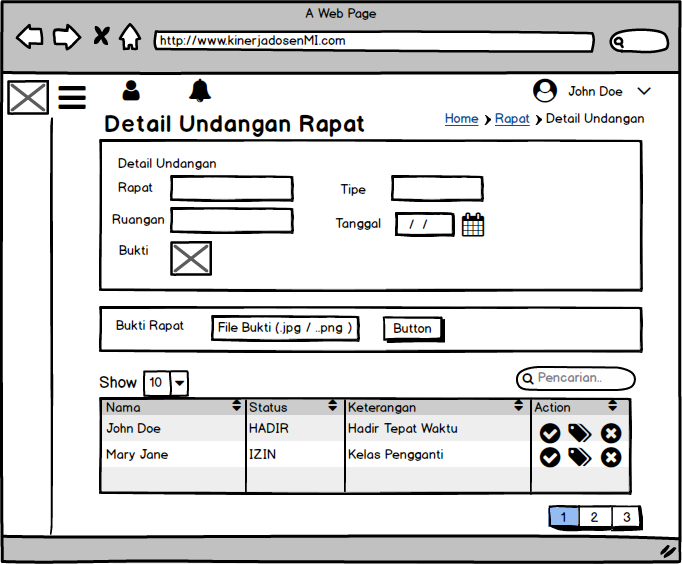 A Web Page
http://www.kinerjadosenMI.com
John Doe
Detail Undangan Rapat
Home Rapat Detail Undangan
Detail Undangan
Rapat Tipe
Ruangan Tanggal / /
Bukti
Bukti Rapat File Bukti (.jpg / ..png ) Button
Show 10 Pencarian..
Nama Status Keterangan Action
John Doe HADIR Hadir Tepat Waktu
Mary Jane IZIN Kelas Pengganti
1 2 3